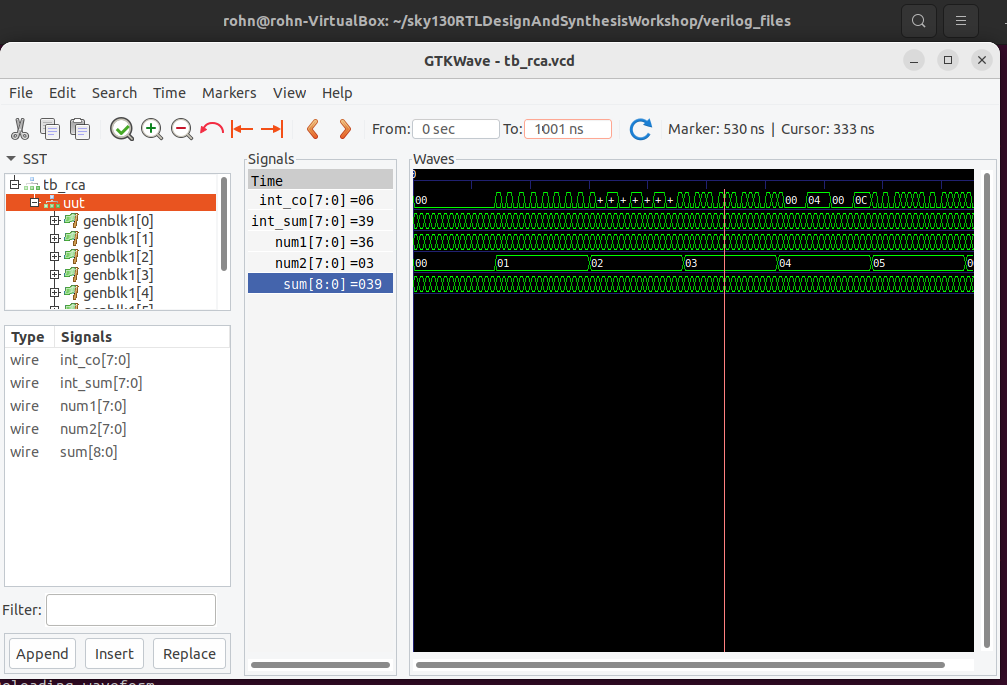 rohn@rohn-VirtualBox: ~/sky130RTLDesignAndSynthesisWorkshop/verilog_files
GTKWave - tb_rca.vcd
File Edit Search Time Markers View Help
From: 0 sec To: 1001 ns Marker: 530 ns | Cursor: 333 ns
SST
tb_rca
uut
genblk1[0]
genblk1[1]
genblk1[2]
genblk1[3]
genblk1[4]
Type Signals
wire int_co[7:0]
wire int_sum[7:0]
wire num1[7:0]
wire num2[7:0]
wire sum[8:0]
Filter:
Append Insert Replace
Signals
Time
int_co[7:0] =06
int_sum[7:0] =39
num1[7:0] =36
num2[7:0] =03
sum[8:0] =039
Waves
00 + + + + + + + 00 04 00 0C
00 01 02 03 04 05